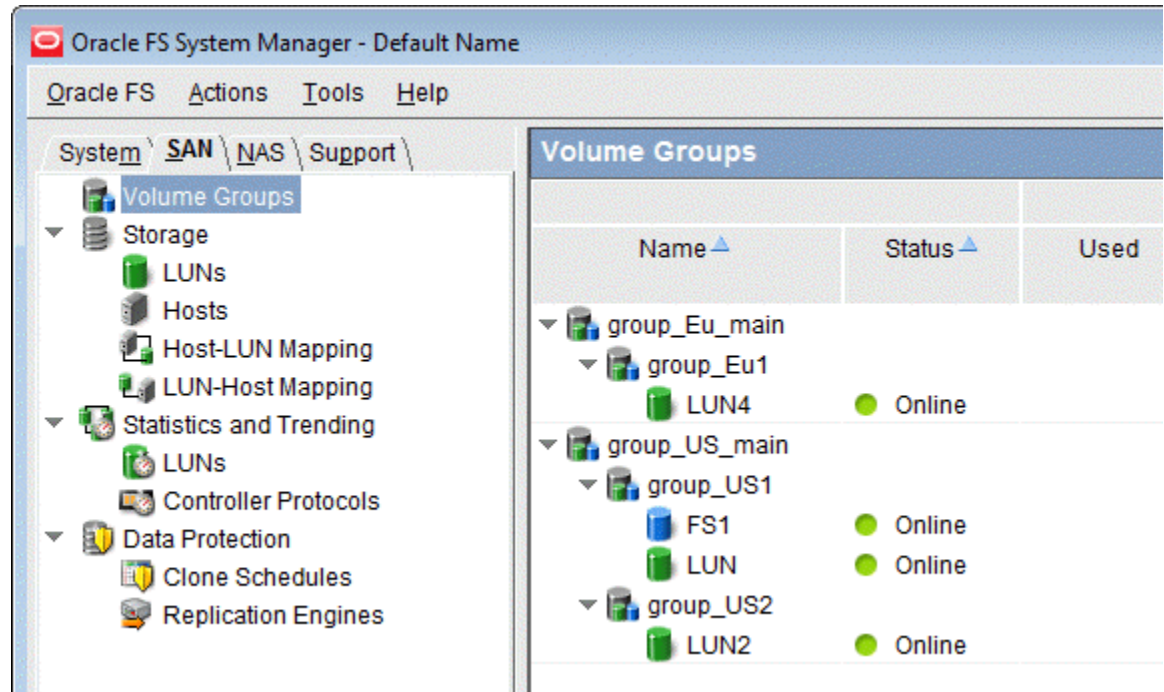 Oracle FS System Manager - Default Name
Oracle FS Actions Tools Help
System SAN NAS Support
Volume Groups
Storage
LUNs
Hosts
Host-LUN Mapping
LUN-Host Mapping
Statistics and Trending
LUNs
Controller Protocols
Data Protection
Clone Schedules
Replication Engines
Volume Groups
Name Status Used
group_Eu_main
group_Eu1
LUN4 Online
group_US_main
group_US1
FS1 Online
LUN Online
group_US2
LUN2 Online